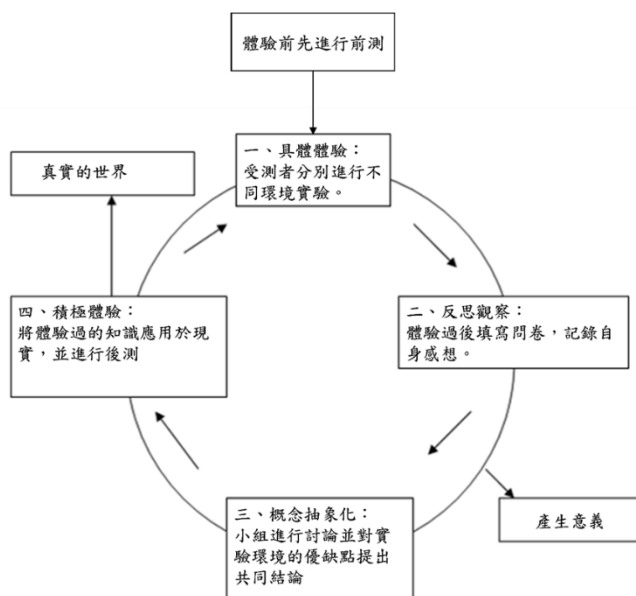 體驗前先進行前測
一、具體體驗：
受測者分別進行不
同環境實驗。
真實的世界
四、積極體驗：
將體驗過的知識應用於現
實，並進行後測
二、反思觀察：
體驗過後填寫問卷，記錄自
身感想。
三、概念抽象化：
小組進行討論並對實
驗環境的優缺點提出
共同結論
產生意義